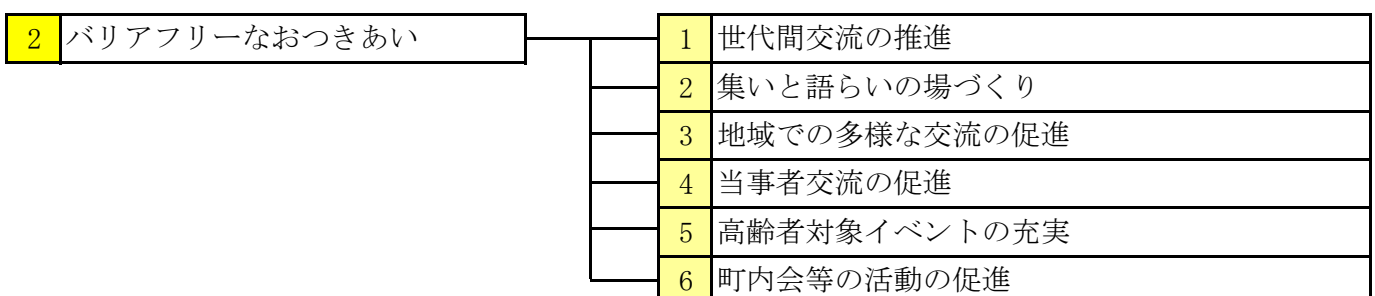 2 バリアフリーなおつきあい
1 世代間交流の推進
2 集いと語らいの場づくり
3 地域での多様な交流の促進
4 当事者交流の促進
5 高齢者対象イベントの充実
6 町内会等の活動の促進